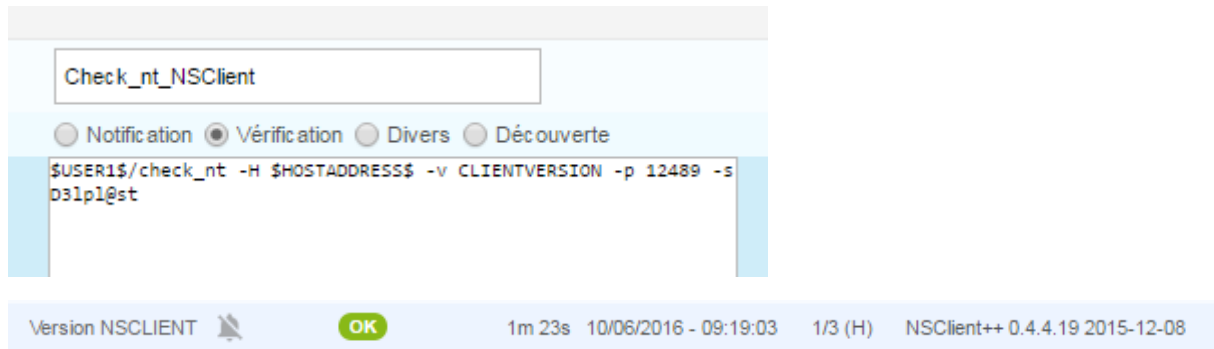 Check_nt_NSClient
Notification Vérification Divers Découverte
$USER1$/check_nt -H $HOSTADDRESS$ -v CLIENTVERSION -p 12489 -s
D3lpl@st
Version NSCLIENT OK 1m 23s 10/06/2016 - 09:19:03 1/3 (H) NSClient++ 0.4.4.19 2015-12-08